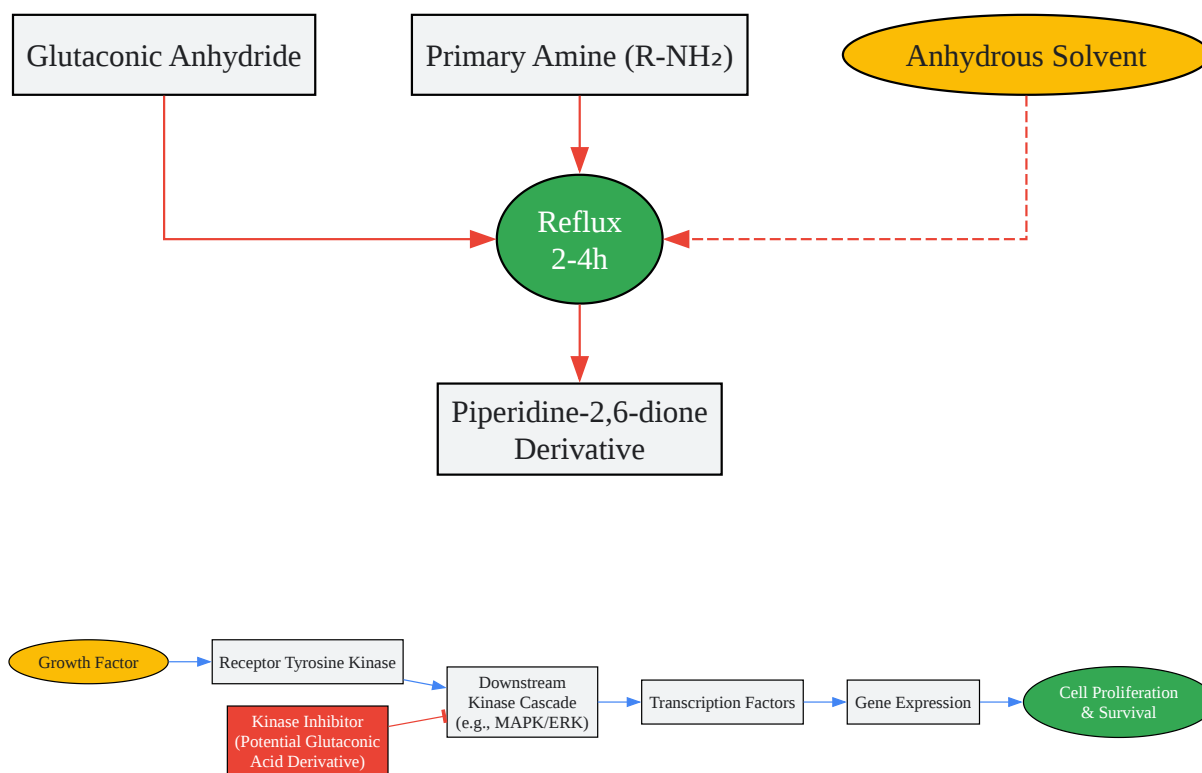 Glutaconic Anhydride
Primary Amine (R-NH₂)
Anhydrous Solvent
Reflux
2-4h
Piperidine-2,6-dione
Derivative
Growth Factor
Receptor Tyrosine Kinase
Kinase Inhibitor
(Potential Glutaconic
Acid Derivative)
Downstream
Kinase Cascade
(e.g., MAPK/ERK)
Transcription Factors
Gene Expression
Cell Proliferation
& Survival